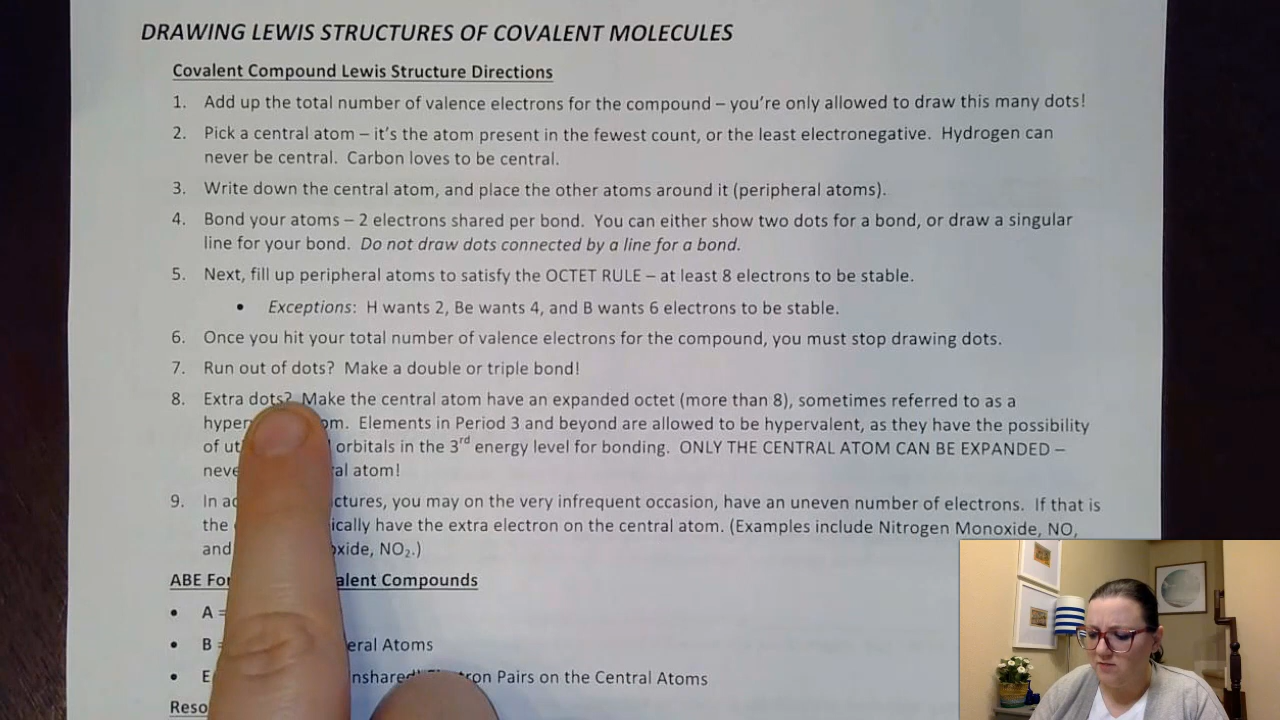 DRAWING LEWIS STRUCTURES OF COVALENT MOLECULES
Covalent Compound Lewis Structure Directions
1. Add up the total number of valence electrons for the compound – you're only allowed to draw this many dots!
2. Pick a central atom – it's the atom present in the fewest count, or the least electronegative. Hydrogen can
never be central. Carbon loves to be central.
3. Write down the central atom, and place the other atoms around it (peripheral atoms).
4. Bond your atoms – 2 electrons shared per bond. You can either show two dots for a bond, or draw a singular
line for your bond. Do not draw dots connected by a line for a bond.
5. Next, fill up peripheral atoms to satisfy the OCTET RULE – at least 8 electrons to be stable.
• Exceptions: H wants 2, Be wants 4, and B wants 6 electrons to be stable.
6. Once you hit your total number of valence electrons for the compound, you must stop drawing dots.
7. Run out of dots? Make a double or triple bond!
8. Extra dots? Make the central atom have an expanded octet (more than 8), sometimes referred to as a
Elements in Period 3 and beyond are allowed to be hypervalent, as they have the possibility
of orbitals in the 3rd energy level for bonding. ONLY THE CENTRAL ATOM CAN BE EXPANDED –
atom!
9. In you may on the very infrequent occasion, have an uneven number of electrons. If that is
the have the extra electron on the central atom. (Examples include Nitrogen Monoxide, NO,
and NO₂.)
ABE Compounds
• A =
• B = Atoms
• E Pairs on the Central Atoms